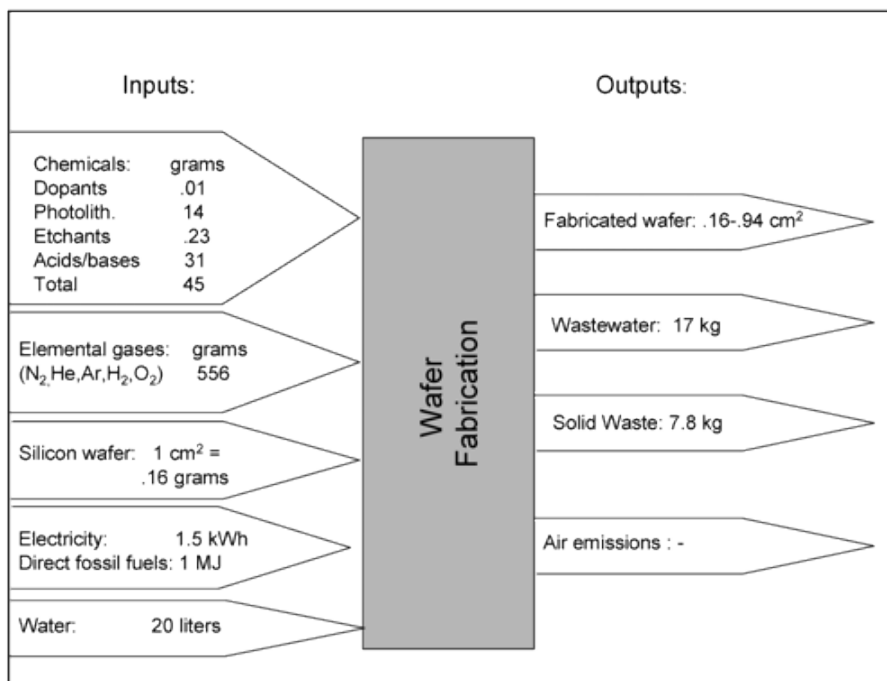 Inputs:
Chemicals: grams
Dopants .01
Photolith. 14
Etchants .23
Acids/bases 31
Total 45
Elemental gases: grams
(N₂,He,Ar,H₂,O₂) 556
Silicon wafer: 1 cm² =
.16 grams
Electricity: 1.5 kWh
Direct fossil fuels: 1 MJ
Water: 20 liters
Wafer
Fabrication
Outputs:
Fabricated wafer: .16-.94 cm²
Wastewater: 17 kg
Solid Waste: 7.8 kg
Air emissions : -